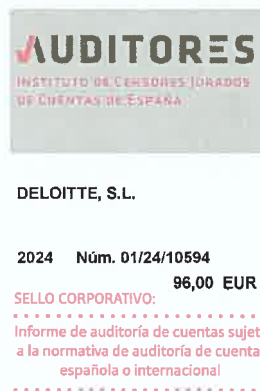 AUDITORES
INSTITUTO DE CENSORES JURADOS
DE CUENTAS DE ESPAÑA
DELOITTE, S.L.
2024 Núm. 01/24/10594
96,00 EUR
SELLO CORPORATIVO:
Informe de auditoría de cuentas sujet
a la normativa de auditoría de cuenta
española o internacional